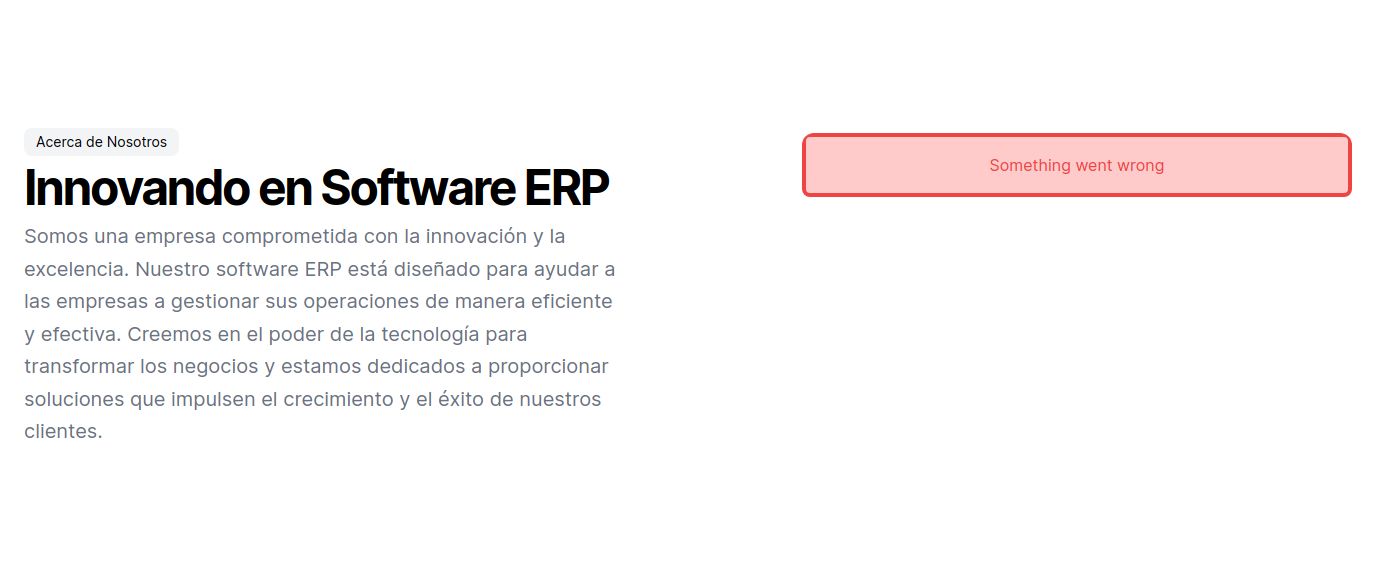 Acerca de Nosotros
Innovando en Software ERP
Somos una empresa comprometida con la innovación y la
excelencia. Nuestro software ERP está diseñado para ayudar a
las empresas a gestionar sus operaciones de manera eficiente
y efectiva. Creemos en el poder de la tecnología para
transformar los negocios y estamos dedicados a proporcionar
soluciones que impulsen el crecimiento y el éxito de nuestros
clientes.
Something went wrong